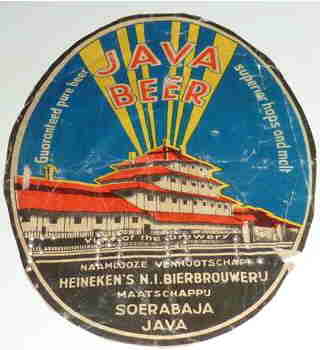 JAVA
BEER
Guaranteed pure beer
superior hops and malt
View of the brewery
NAAMLOOZE VENNOOTSCHAP
HEINEKEN'S N.I. BIERBROUWERIJ
MAATSCHAPPIJ
SOERABAJA
JAVA